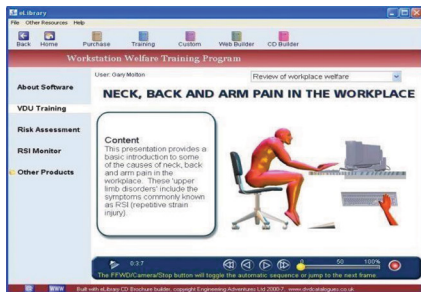 eLibrary
File Other Resources Help
Back Home Purchase Training Custom Web Builder CD Builder
Workstation Welfare Training Program
User: Gary Motton
Review of workplace welfare
About Software
VDU Training
Risk Assessment
RSI Monitor
Other Products
NECK, BACK AND ARM PAIN IN THE WORKPLACE
Content
This presentation provides a
basic introduction to some
of the causes of neck, back
and arm pain in the
workplace. These 'upper
limb disorders' include the
symptoms commonly known
as RSI (repetitive strain
injury).
0:3:7
0 50 100%
The FFWD/Camera/Stop button will toggle the automatic sequence or jump to the next frame.
WWW Built with eLibrary CD Brochure builder, copyright Engineering Adventures Ltd 2000-7. www.dvdcatalogues.co.uk